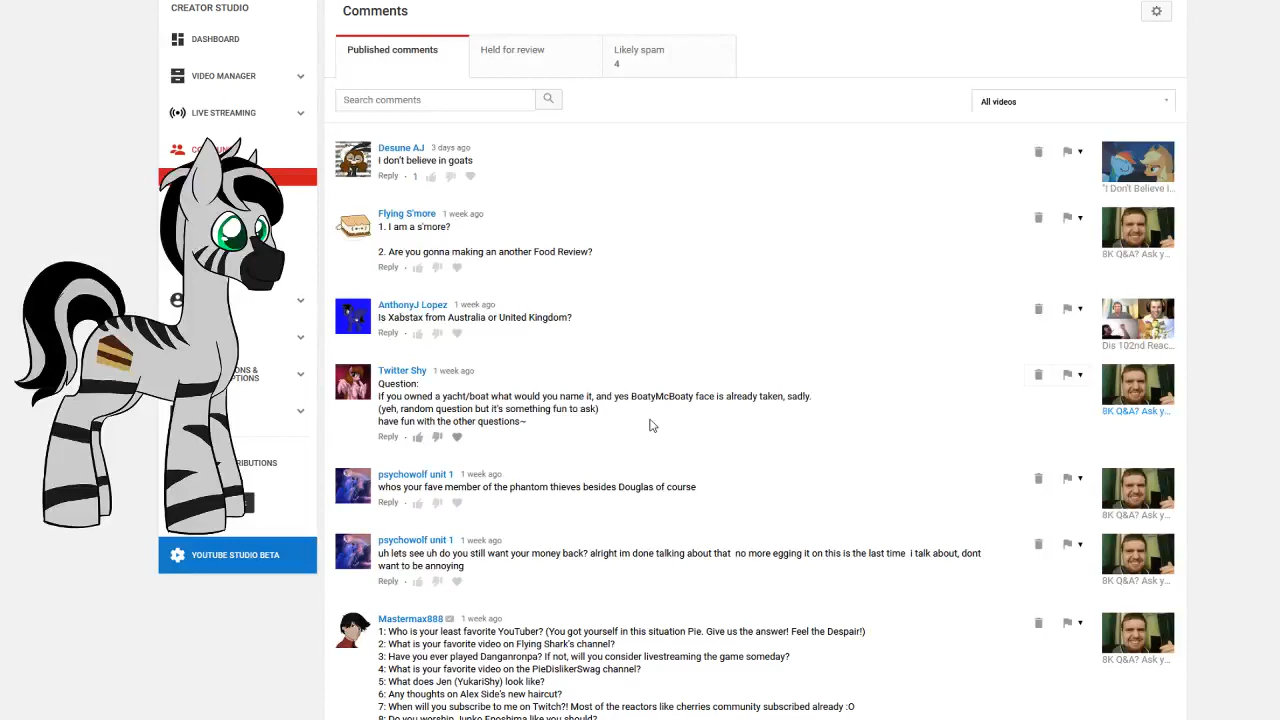 CREATOR STUDIO
DASHBOARD
VIDEO MANAGER
LIVE STREAMING
YOUTUBE STUDIO BETA
Comments
Published comments
Held for review
Likely spam
4
Search comments
All videos
Desune AJ 3 days ago
I don't believe in goats
Reply · 1
"I Don't Believe I...
Flying S'more 1 week ago
1. I am a s'more?
2. Are you gonna making an another Food Review?
Reply ·
8K Q&A? Ask y...
AnthonyJ Lopez 1 week ago
Is Xabstax from Australia or United Kingdom?
Reply ·
Dis 102nd Reac...
Twitter Shy 1 week ago
Question:
If you owned a yacht/boat what would you name it, and yes BoatyMcBoaty face is already taken, sadly.
(yeh, random question but it's something fun to ask)
have fun with the other questions~
Reply ·
8K Q&A? Ask y...
psychowolf unit 1 1 week ago
whos your fave member of the phantom thieves besides Douglas of course
Reply ·
8K Q&A? Ask y...
psychowolf unit 1 1 week ago
uh lets see uh do you still want your money back? alright im done talking about that no more egging it on this is the last time i talk about, dont
want to be annoying
Reply ·
8K Q&A? Ask y...
Mastermax888 1 week ago
1: Who is your least favorite YouTuber? (You got yourself in this situation Pie. Give us the answer! Feel the Despair!)
2: What is your favorite video on Flying Shark's channel?
3: Have you ever played Danganronpa? If not, will you consider livestreaming the game someday?
4: What is your favorite video on the PieDislikerSwag channel?
5: What does Jen (YukariShy) look like?
6: Any thoughts on Alex Side's new haircut?
7: When will you subscribe to me on Twitch?! Most of the reactors like cherries community subscribed already :O
8: Do you worship Junko Enoshima like you should?
8K Q&A? Ask y...